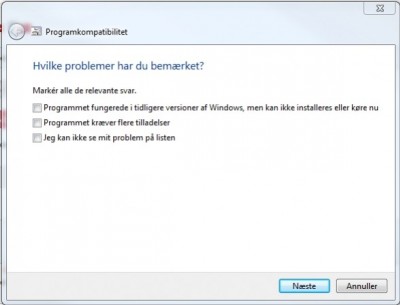 Programkompatibilitet
Hvilke problemer har du bemærket?
Markér alle de relevante svar.
Programmet fungerede i tidligere versioner af Windows, men kan ikke installeres eller køre nu
Programmet kræver flere tilladelser
Jeg kan ikke se mit problem på listen
Næste
Annuller